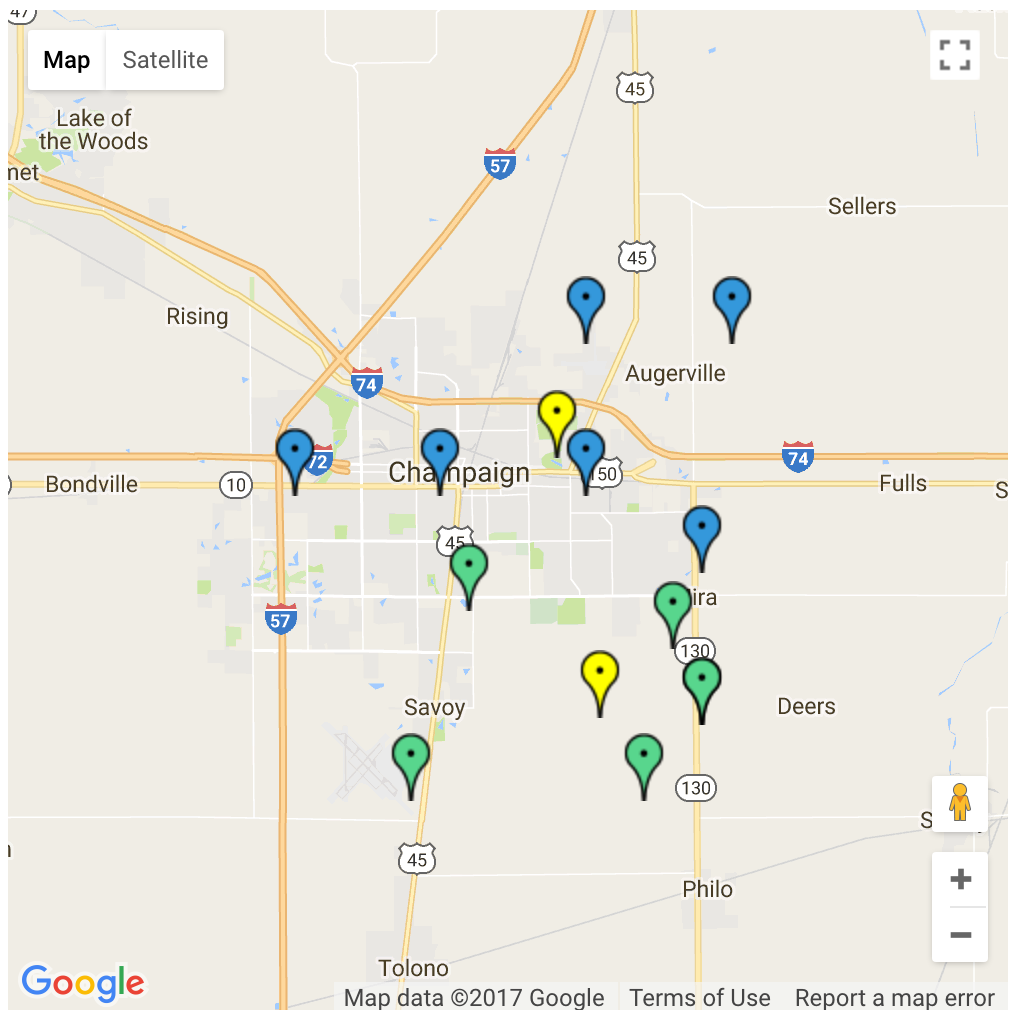 47
Map
Satellite
45
Lake of
the Woods
57
met
Sellers
45
Rising
Augerville
74
72
Champaign
150
74
Bondville
10
Fulls
S
45
ira
57
130
Savoy
Deers
130
S
45
Philo
Tolono
Google
Map data ©2017 Google
Terms of Use
Report a map error